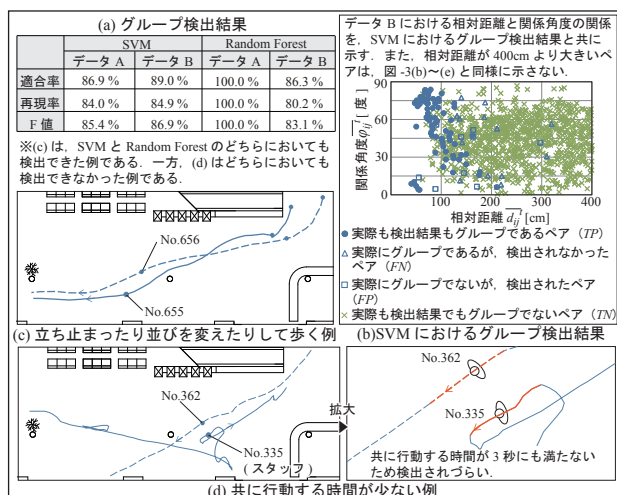 (a) グループ検出結果
SVM Random Forest
データ A データ B データ A データ B
適合率 86.9 % 89.0 % 100.0 % 86.3 %
再現率 84.0 % 84.9 % 100.0 % 80.2 %
F 値 85.4 % 86.9 % 100.0 % 83.1 %
※(c) は,SVM と Random Forest のどちらにおいても
検出できた例である.一方,(d) はどちらにおいても
検出できなかった例である.
No.656
No.655
(c) 立ち止まったり並びを変えたりして歩く例
データ B における相対距離と関係角度の関係
を,SVM におけるグループ検出結果と共に
示す.また,相対距離が 400cm より大きいペ
アは,図 -3(b)〜(e) と同様に示さない.
関係角度φij [ 度 ]
90
60
30
0
0 100 200 300 400
相対距離 dij [cm]
実際も検出結果もグループであるペア (TP)
実際にグループであるが,検出されなかった
ペア (FN)
実際にグループでないが,検出されたペア
(FP)
実際も検出結果でもグループでないペア (TN)
(b)SVM におけるグループ検出結果
No.362
No.335
( スタッフ )
拡大
No.362
No.335
共に行動する時間が 3 秒にも満たない
ため検出されづらい.
(d) 共に行動する時間が少ない例